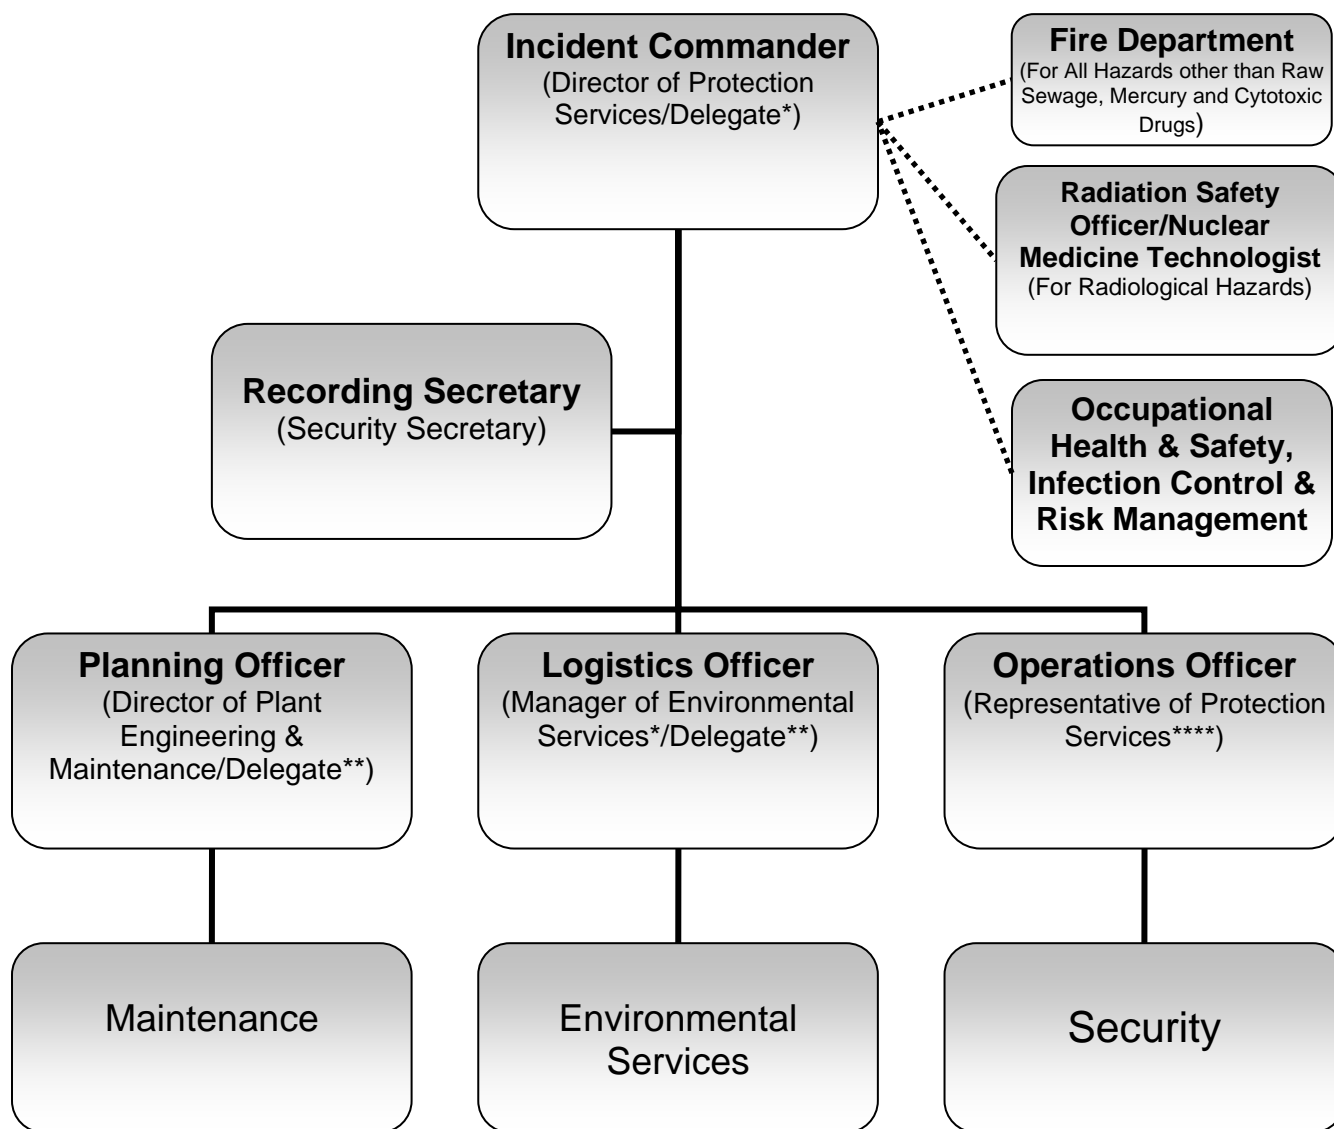 Incident Commander
(Director of Protection
Services/Delegate*)
Fire Department
(For All Hazards other than Raw
Sewage, Mercury and Cytotoxic
Drugs)
Radiation Safety
Officer/Nuclear
Medicine Technologist
(For Radiological Hazards)
Recording Secretary
(Security Secretary)
Occupational
Health & Safety,
Infection Control &
Risk Management
Planning Officer
(Director of Plant
Engineering &
Maintenance/Delegate**)
Logistics Officer
(Manager of Environmental
Services*/Delegate**)
Operations Officer
(Representative of Protection
Services****)
Maintenance
Environmental
Services
Security